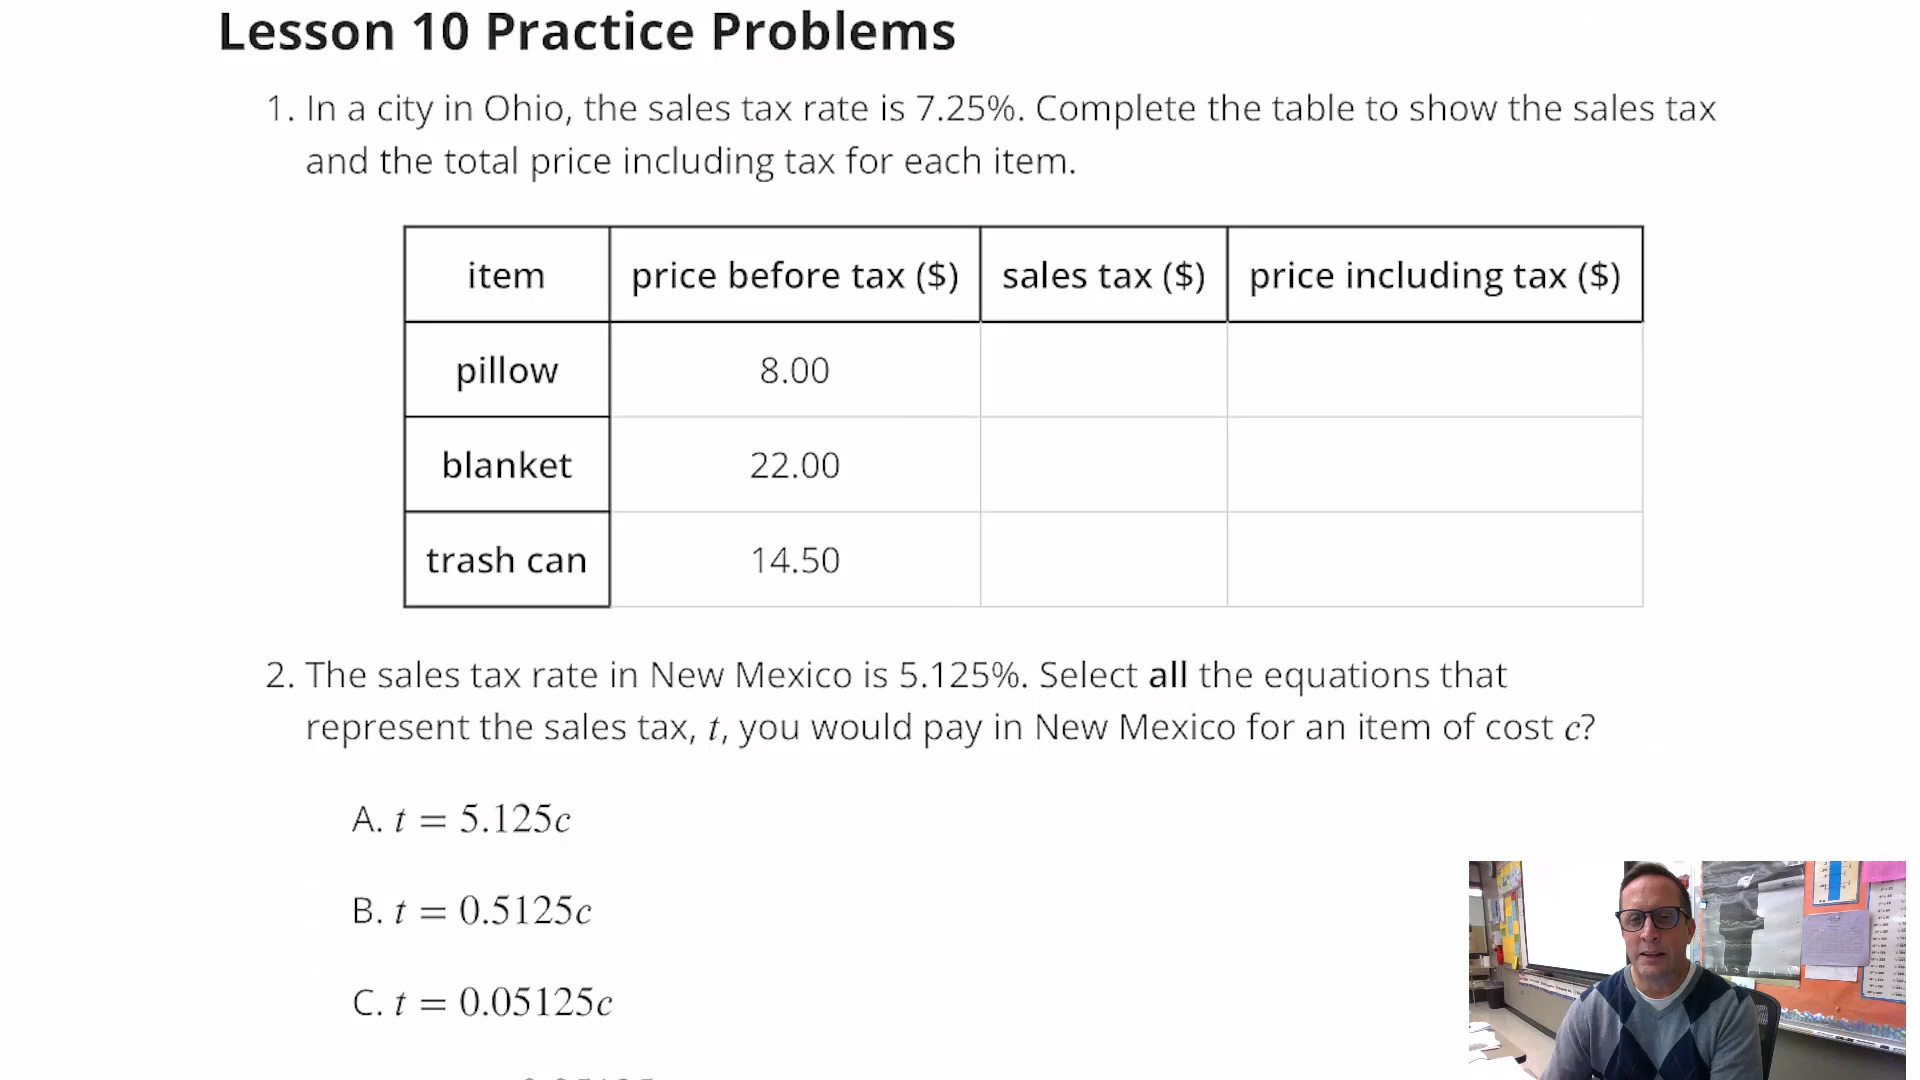 Lesson 10 Practice Problems
1. In a city in Ohio, the sales tax rate is 7.25%. Complete the table to show the sales tax
and the total price including tax for each item.
item price before tax ($) sales tax ($) price including tax ($)
pillow 8.00
blanket 22.00
trash can 14.50
2. The sales tax rate in New Mexico is 5.125%. Select all the equations that
represent the sales tax, t, you would pay in New Mexico for an item of cost c?
A. t = 5.125c
B. t = 0.5125c
C. t = 0.05125c